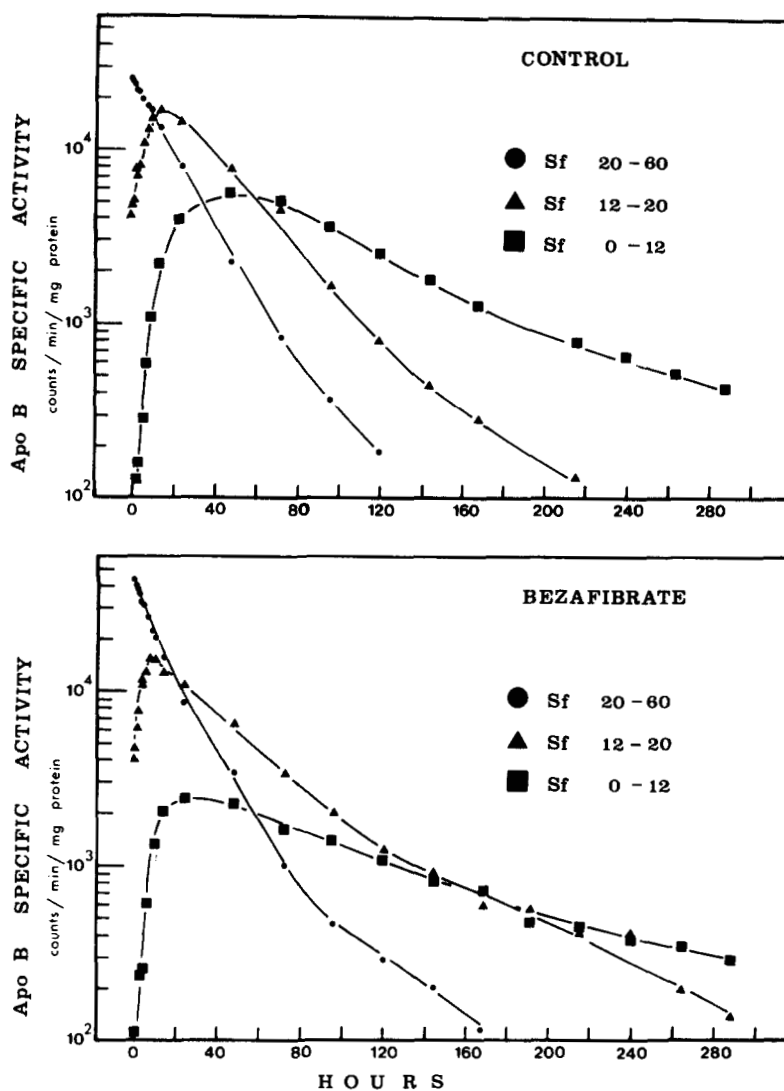 CONTROL
Apo B SPECIFIC ACTIVITY
counts / min / mg protein
10⁴
10³
10²
● Sf 20 – 60
▲ Sf 12 – 20
■ Sf 0 – 12
0 40 80 120 160 200 240 280
BEZAFIBRATE
Apo B SPECIFIC ACTIVITY
counts / min / mg protein
10⁴
10³
10²
● Sf 20 – 60
▲ Sf 12 – 20
■ Sf 0 – 12
0 40 80 120 160 200 240 280
HOURS